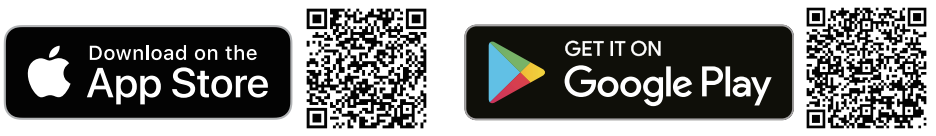 Download on the
App Store
GET IT ON
Google Play